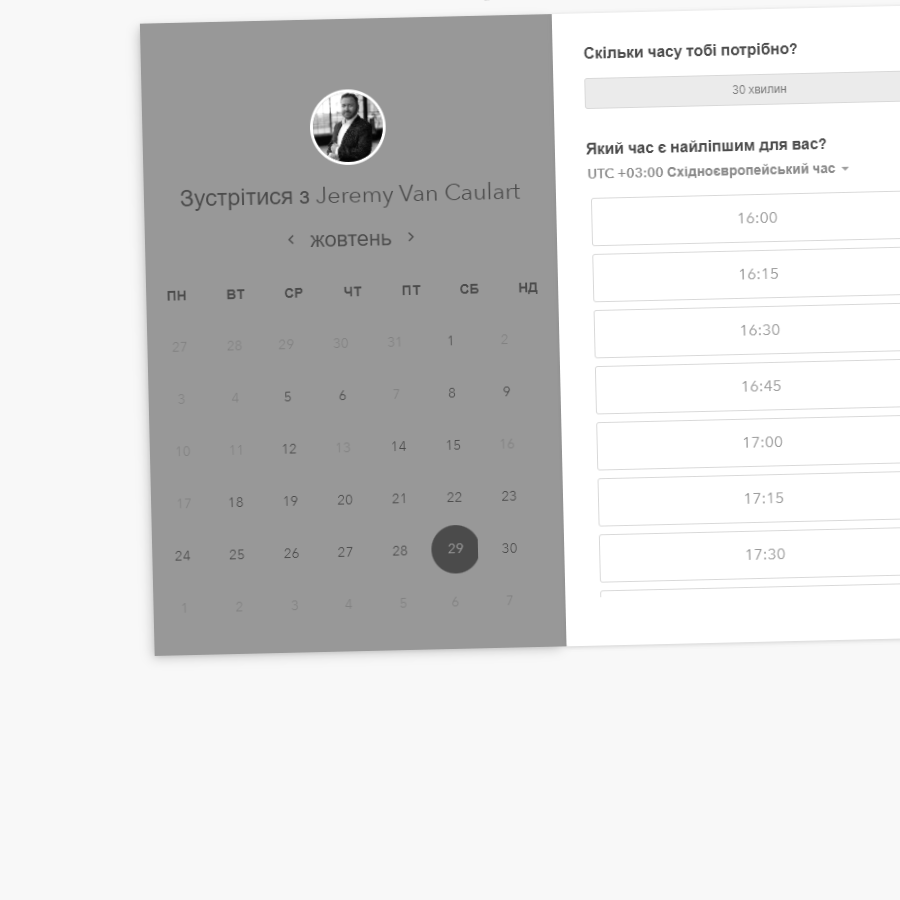 Зустрітися з Jeremy Van Caulart
жовтень
ПН ВТ СР ЧТ ПТ СБ НД
27 28 29 30 31 1 2
3 4 5 6 7 8 9
10 11 12 13 14 15 16
17 18 19 20 21 22 23
24 25 26 27 28 29 30
1 2 3 4 5 6 7
Скільки часу тобі потрібно?
30 хвилин
Який час є найліпшим для вас?
UTC +03:00 Східноєвропейський час
16:00
16:15
16:30
16:45
17:00
17:15
17:30